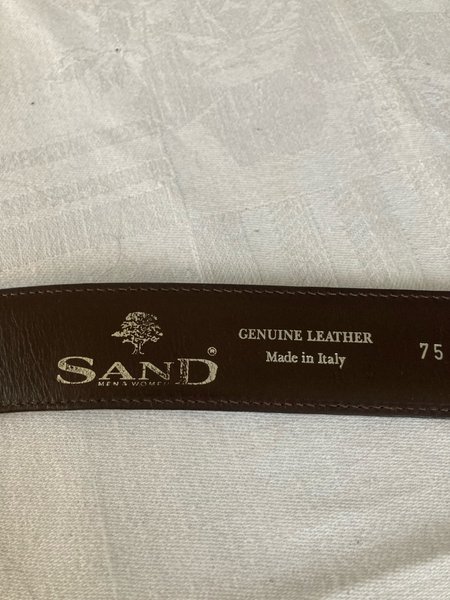 SAND®
MEN & WOMEN
GENUINE LEATHER
Made in Italy
75